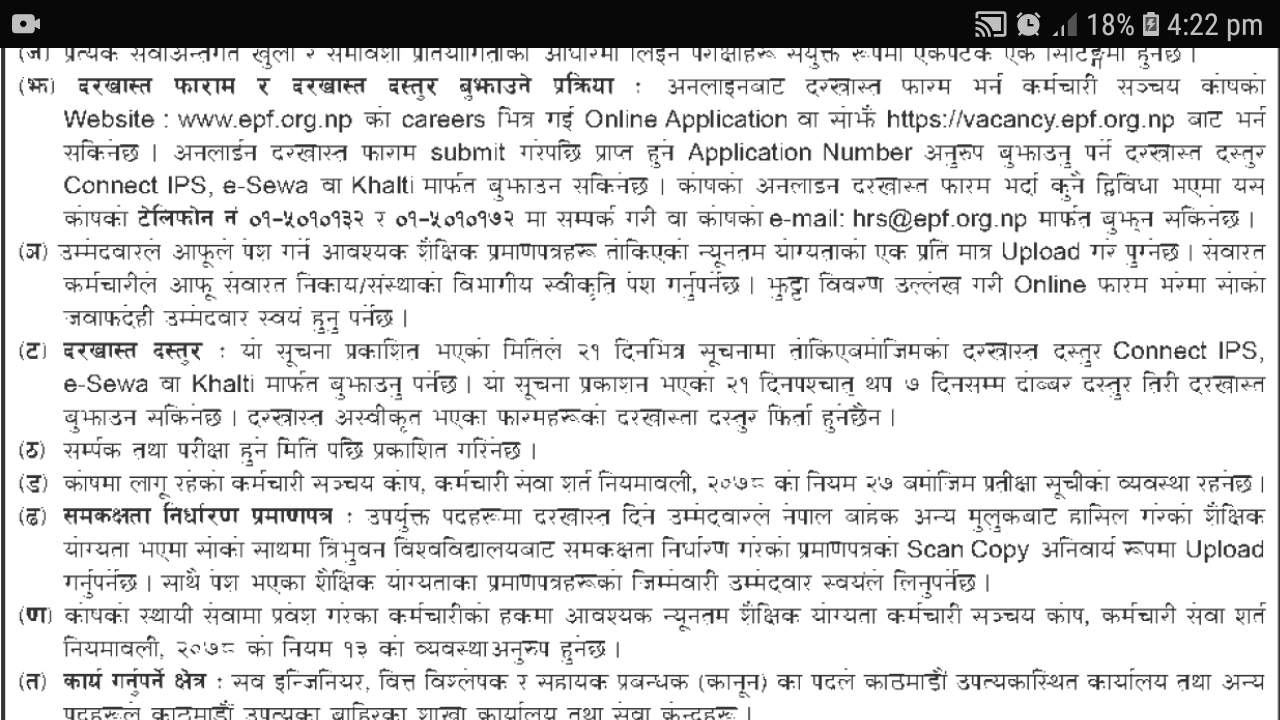 18% 4:22 pm
(ज) प्रत्येक सेवाअन्तर्गत खुला र समावेशी प्रतियोगिताको आधारमा लिइने परीक्षाहरू संयुक्त रूपमा एकपटक एकै सिटिङ्गमा हुनेछ ।
(झ) दरखास्त फाराम र दरखास्त दस्तुर बुझाउने प्रक्रिया : अनलाइनबाट दरखास्त फारम भर्न कर्मचारी सञ्चय कोषको
Website : www.epf.org.np को careers भित्र गई Online Application वा सोझै https://vacancy.epf.org.np बाट भर्न
सकिनेछ । अनलाईन दरखास्त फाराम submit गरेपछि प्राप्त हुने Application Number अनुरुप बुझाउनु पर्ने दरखास्त दस्तुर
Connect IPS, e-Sewa वा Khalti मार्फत बुझाउन सकिनेछ । कोषको अनलाइन दरखास्त फारम भर्दा कुनै द्विविधा भएमा यस
कोषको टेलिफोन नं ०१-५०१०१३२ र ०१-५०१०१७२ मा सम्पर्क गरी वा कोषको e-mail: hrs@epf.org.np मार्फत बुझ्न सकिनेछ ।
(ञ) उम्मेदवारले आफूले पेश गर्ने आवश्यक शैक्षिक प्रमाणपत्रहरू तोकिएको न्यूनतम योग्यताको एक प्रति मात्र Upload गरे पुग्नेछ । सेवारत
कर्मचारीले आफू सेवारत निकाय/संस्थाको विभागीय स्वीकृति पेश गर्नुपर्नेछ । झुट्टा विवरण उल्लेख गरी Online फारम भरेमा सोको
जवाफदेही उम्मेदवार स्वयं हुनु पर्नेछ ।
(ट) दरखास्त दस्तुर : यो सूचना प्रकाशित भएको मितिले २१ दिनभित्र सूचनामा तोकिएबमोजिमको दरखास्त दस्तुर Connect IPS,
e-Sewa वा Khalti मार्फत बुझाउनु पर्नेछ । यो सूचना प्रकाशन भएको २१ दिनपश्चात् थप ७ दिनसम्म दोब्बर दस्तुर तिरी दरखास्त
बुझाउन सकिनेछ । दरखास्त अस्वीकृत भएका फारमहरूको दरखास्त दस्तुर फिर्ता हुनेछैन ।
(ठ) सम्पर्क तथा परीक्षा हुने मिति पछि प्रकाशित गरिनेछ ।
(ड) कोषमा लागू रहेको कर्मचारी सञ्चय कोष, कर्मचारी सेवा शर्त नियमावली, २०७८ को नियम २७ बमोजिम प्रतीक्षा सूचीको व्यवस्था रहनेछ ।
(ढ) समकक्षता निर्धारण प्रमाणपत्र : उपर्युक्त पदहरूमा दरखास्त दिने उम्मेदवारले नेपाल बाहेक अन्य मुलुकबाट हासिल गरेको शैक्षिक
योग्यता भएमा सोको साथमा त्रिभुवन विश्वविद्यालयबाट समकक्षता निर्धारण गरेको प्रमाणपत्रको Scan Copy अनिवार्य रूपमा Upload
गर्नुपर्नेछ । साथै पेश भएका शैक्षिक योग्यताका प्रमाणपत्रहरूको जिम्मेवारी उम्मेदवार स्वयंले लिनुपर्नेछ ।
(ण) कोषको स्थायी सेवामा प्रवेश गरेका कर्मचारीको हकमा आवश्यक न्यूनतम शैक्षिक योग्यता कर्मचारी सञ्चय कोष, कर्मचारी सेवा शर्त
नियमावली, २०७८ को नियम १३ को व्यवस्था अनुरुप हुनेछ ।
(त) कार्य गर्नुपर्ने क्षेत्र : सव इन्जिनियर, वित्त विश्लेषक र सहायक प्रबन्धक (कानून) का पदले काठमाडौं उपत्यकास्थित कार्यालय तथा अन्य
पदहरूले काठमाडौं उपत्यका बाहिरका शाखा कार्यालय तथा सेवा केन्द्रहरू ।